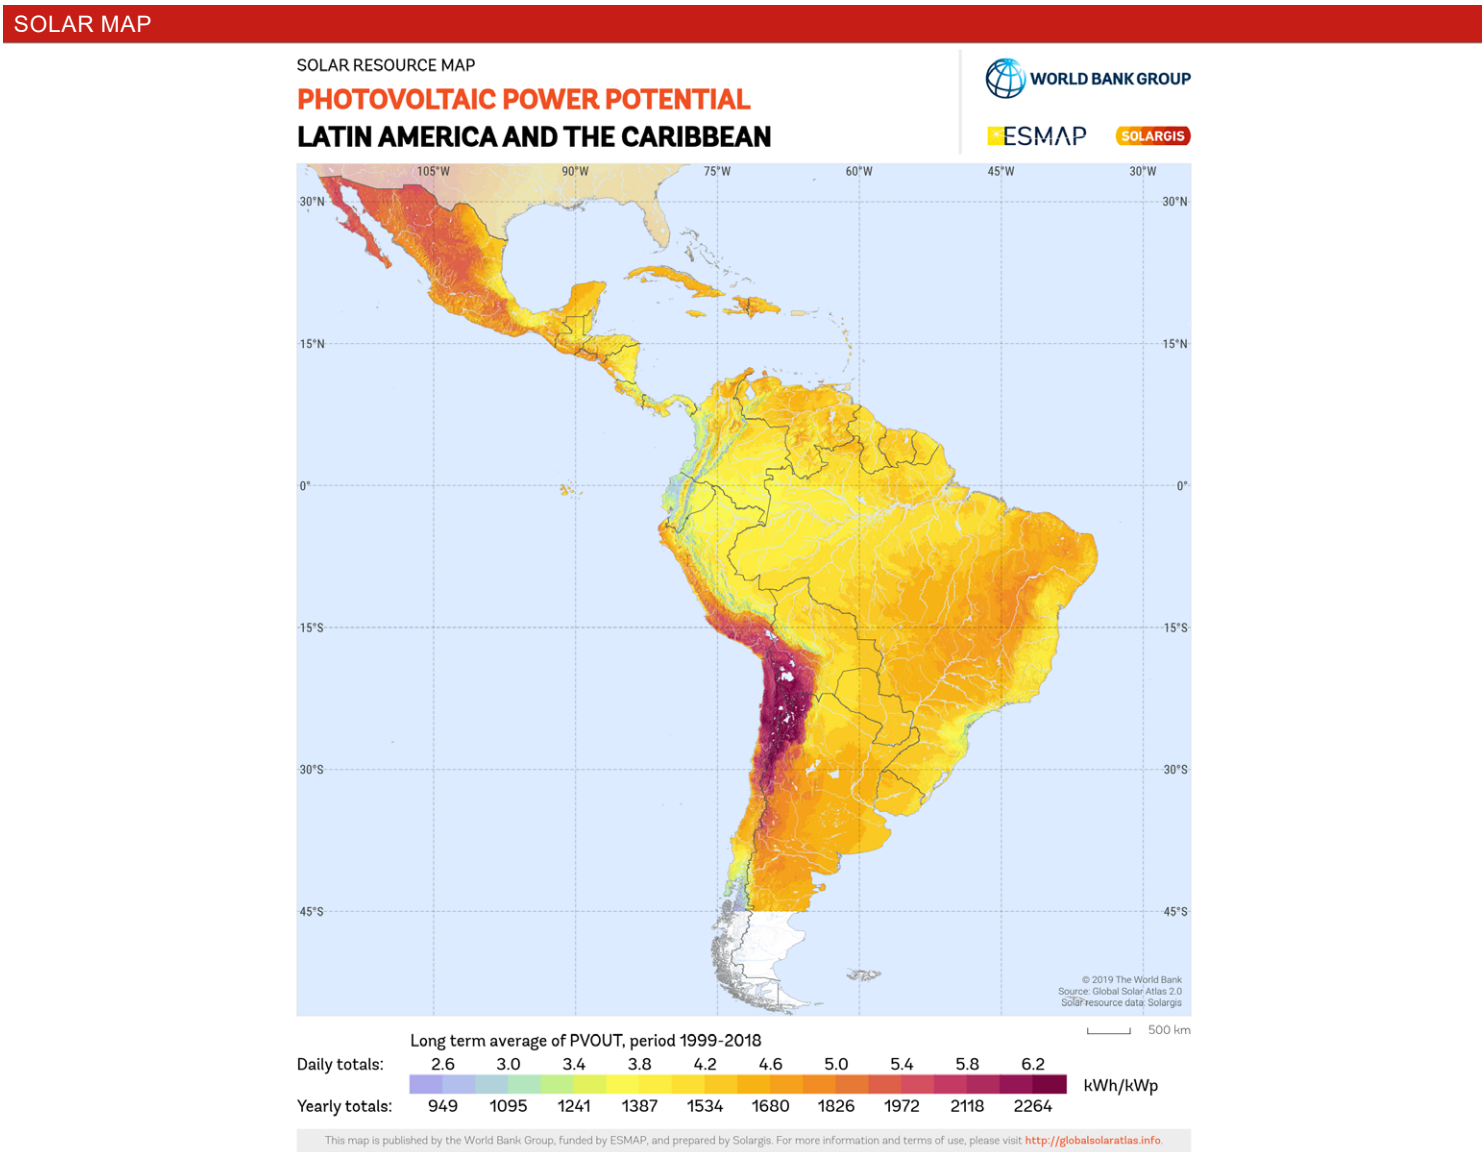 SOLAR MAP
SOLAR RESOURCE MAP
PHOTOVOLTAIC POWER POTENTIAL
LATIN AMERICA AND THE CARIBBEAN
WORLD BANK GROUP
ESMAP
SOLARGIS
105°W 90°W 75°W 60°W 45°W 30°W
30°N 30°N
15°N 15°N
0° 0°
15°S 15°S
30°S 30°S
45°S 45°S
© 2019 The World Bank
Source: Global Solar Atlas 2.0
Solar resource data: Solargis
500 km
Long term average of PVOUT, period 1999-2018
Daily totals: 2.6 3.0 3.4 3.8 4.2 4.6 5.0 5.4 5.8 6.2
kWh/kWp
Yearly totals: 949 1095 1241 1387 1534 1680 1826 1972 2118 2264
This map is published by the World Bank Group, funded by ESMAP, and prepared by Solargis. For more information and terms of use, please visit http://globalsolaratlas.info.